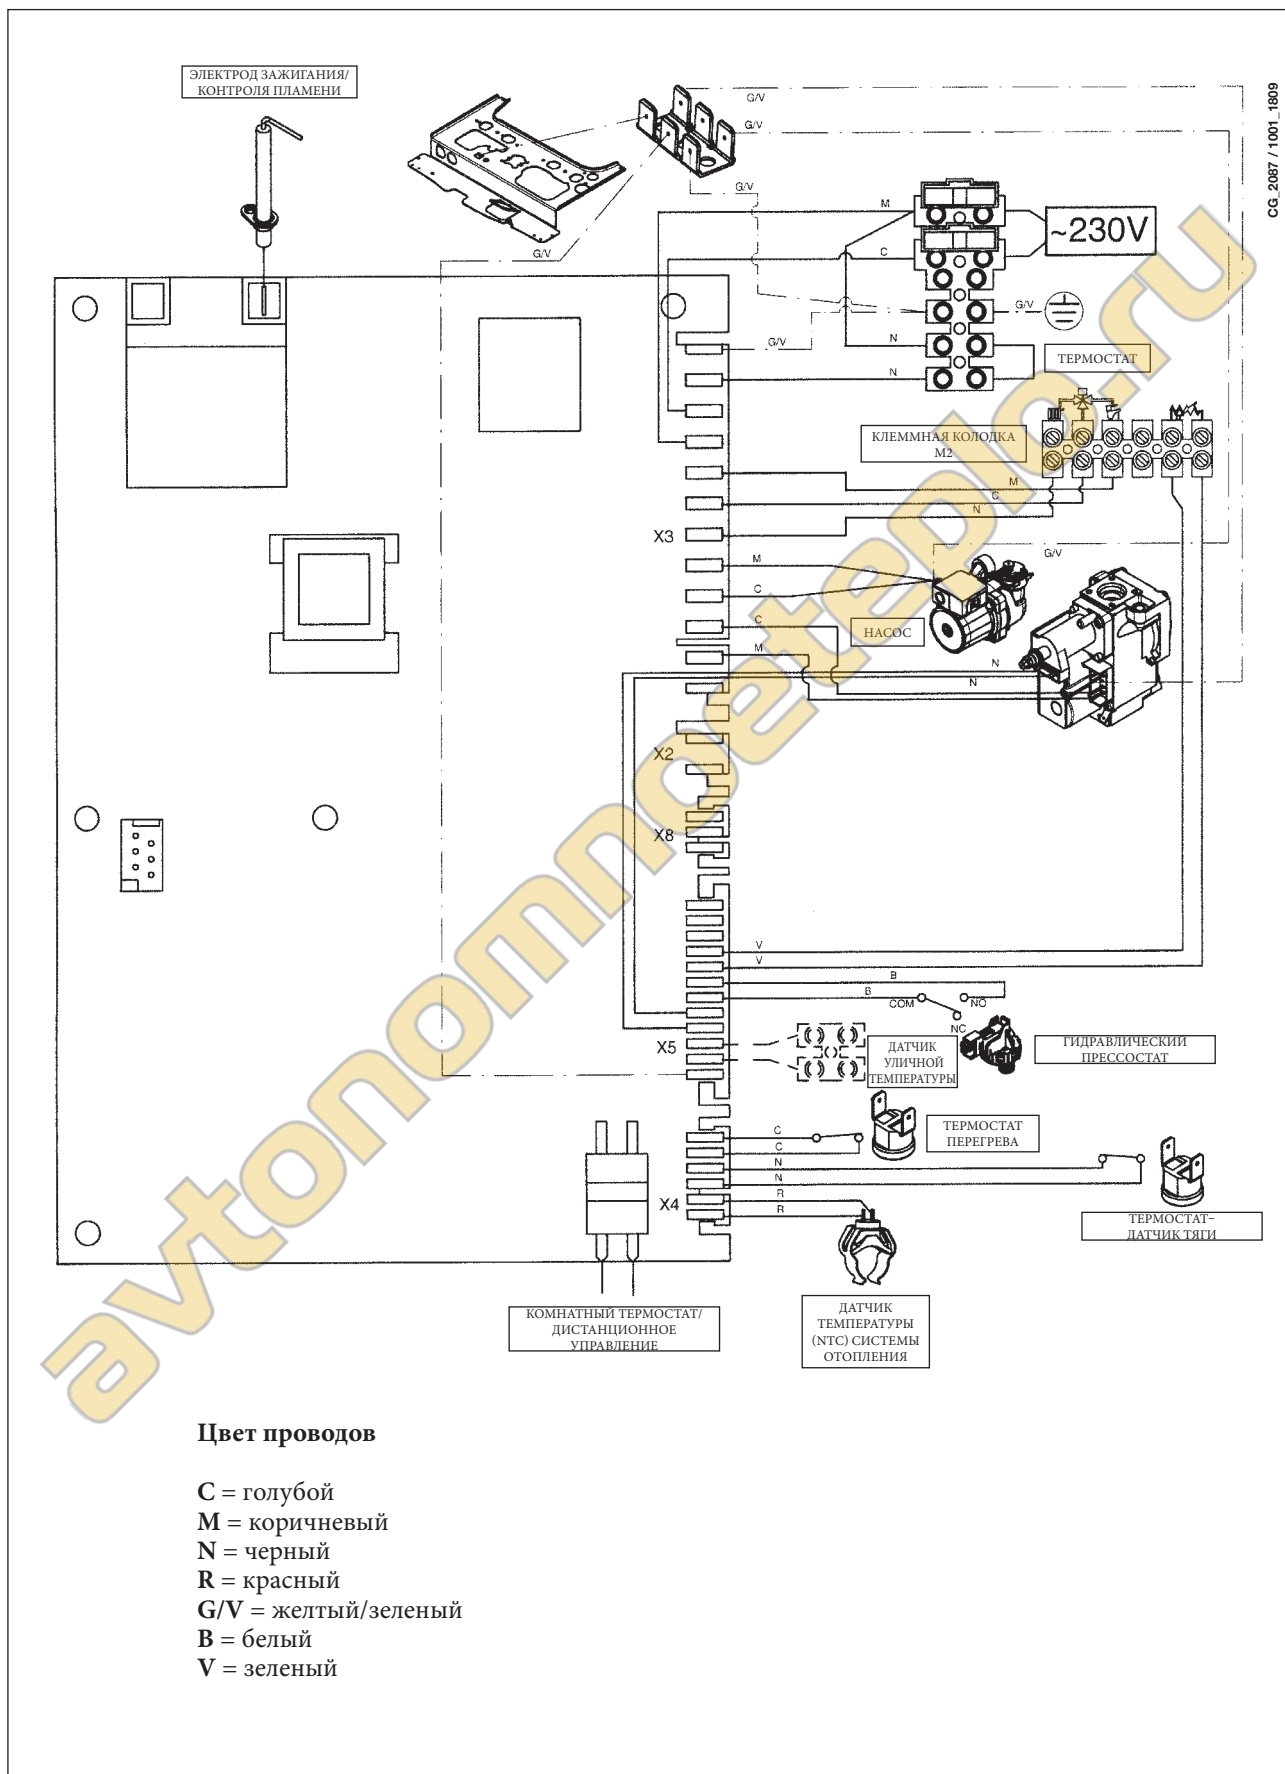 ЭЛЕКТРОД ЗАЖИГАНИЯ/
КОНТРОЛЯ ПЛАМЕНИ
G/V
G/V
G/V
G/V
CG_2087 / 1001_1809
M
~230V
C
G/V
G/V
N
ТЕРМОСТАТ
N
КЛЕММНАЯ КОЛОДКА
M2
M
C
N
X3
G/V
M
C
НАСОС
C
M
N
N
X2
X8
V
V
B
B
COM
NO
NC
X5
ДАТЧИК
УЛИЧНОЙ
ТЕМПЕРАТУРЫ
ГИДРАВЛИЧЕСКИЙ
ПРЕССОСТАТ
C
C
ТЕРМОСТАТ
ПЕРЕГРЕВА
N
N
R
R
X4
ТЕРМОСТАТ–
ДАТЧИК ТЯГИ
КОМНАТНЫЙ ТЕРМОСТАТ/
ДИСТАНЦИОННОЕ
УПРАВЛЕНИЕ
ДАТЧИК
ТЕМПЕРАТУРЫ
(NTC) СИСТЕМЫ
ОТОПЛЕНИЯ
avtonomnoeteplo.ru
Цвет проводов
C = голубой
M = коричневый
N = черный
R = красный
G/V = желтый/зеленый
B = белый
V = зеленый